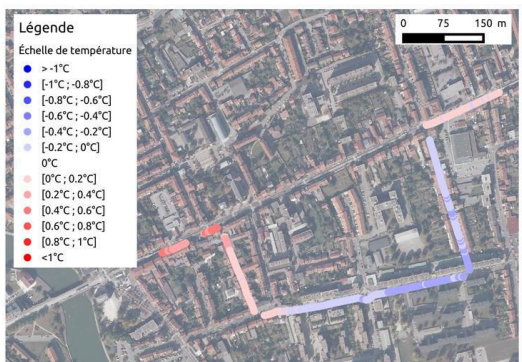 Légende
Échelle de température
> -1°C
[-1°C ; -0.8°C]
[-0.8°C ; -0.6°C]
[-0.6°C ; -0.4°C]
[-0.4°C ; -0.2°C]
[-0.2°C ; 0°C]
0°C
[0°C ; 0.2°C]
[0.2°C ; 0.4°C]
[0.4°C ; 0.6°C]
[0.6°C ; 0.8°C]
[0.8°C ; 1°C]
<1°C
0 75 150 m